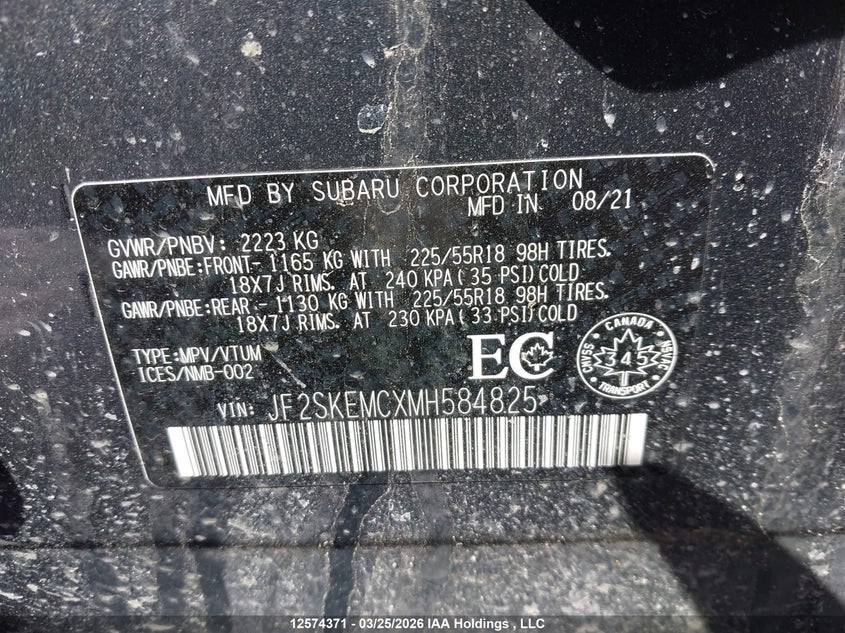 MFD BY SUBARU CORPORATION
MFD IN 08/21
GVWR/PNBV: 2223 KG
GAWR/PNBE:FRONT- 1165 KG WITH 225/55R18 98H TIRES.
18X7J RIMS. AT 240 KPA( 35 PSI)COLD
GAWR/PNBE:REAR - 1130 KG WITH 225/55R18 98H TIRES.
18X7J RIMS. AT 230 KPA( 33 PSI)COLD
TYPE:MPV/VTUM
ICES/NMB-002
EC
CANADA
CMVSS
NSVAC
345
TRANSPORT
VIN: JF2SKEMCXMH584825
12574371 - 03/25/2026 IAA Holdings , LLC